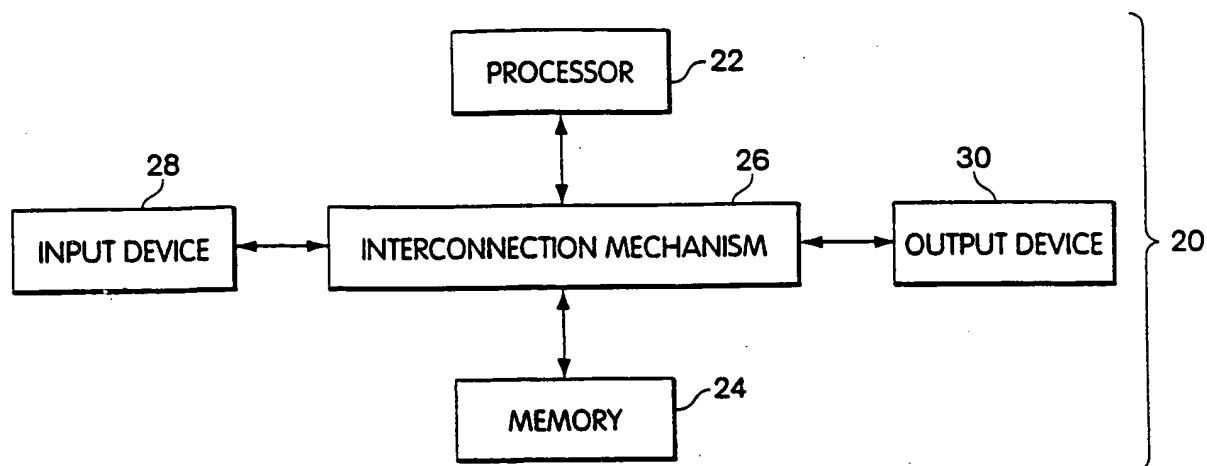 PROCESSOR
22
28
26
30
INPUT DEVICE
INTERCONNECTION MECHANISM
OUTPUT DEVICE
20
24
MEMORY